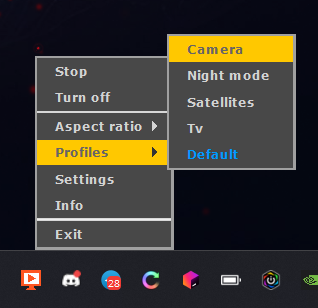 Stop
Turn off
Aspect ratio
Profiles
Settings
Info
Exit
Camera
Night mode
Satellites
Tv
Default
28